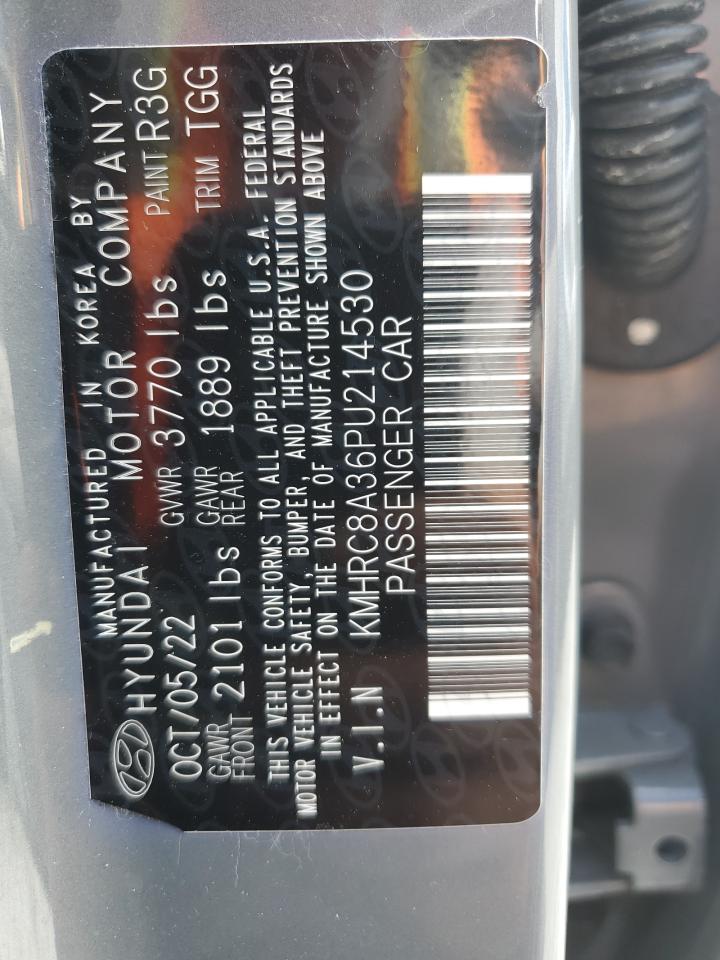 MANUFACTURED IN KOREA BY
HYUNDAI MOTOR COMPANY
OCT/05/22 GVWR 3770 lbs PAINT R3G
GAWR FRONT 2101 lbs GAWR REAR 1889 lbs TRIM TGG
THIS VEHICLE CONFORMS TO ALL APPLICABLE U.S.A. FEDERAL
MOTOR VEHICLE SAFETY, BUMPER, AND THEFT PREVENTION STANDARDS
IN EFFECT ON THE DATE OF MANUFACTURE SHOWN ABOVE
V.I.N KMHRC8A36PU214530
PASSENGER CAR